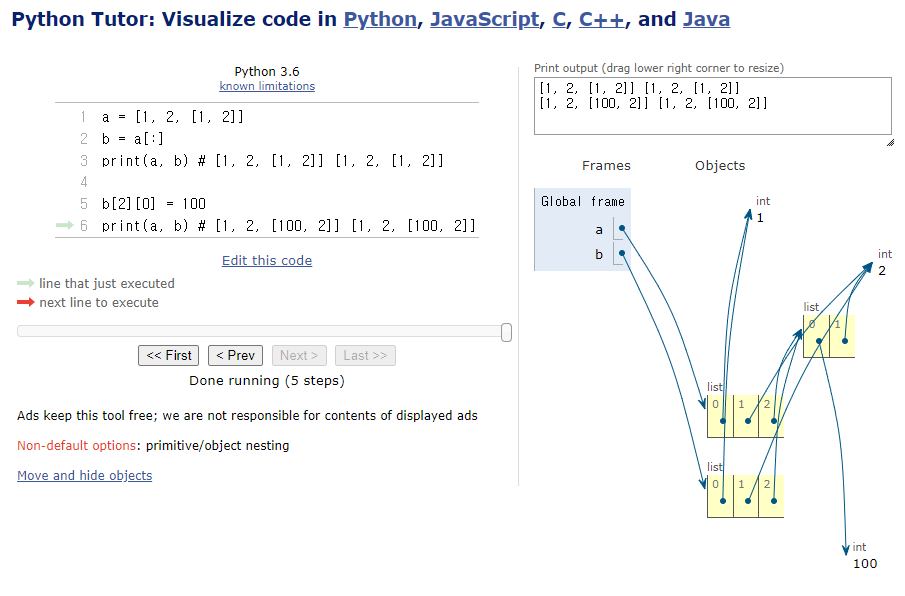 Python Tutor: Visualize code in Python, JavaScript, C, C++, and Java
Python 3.6
known limitations
1 a = [1, 2, [1, 2]]
2 b = a[:]
3 print(a, b) # [1, 2, [1, 2]] [1, 2, [1, 2]]
4
5 b[2][0] = 100
6 print(a, b) # [1, 2, [100, 2]] [1, 2, [100, 2]]
Edit this code
line that just executed
next line to execute
<< First
< Prev
Next >
Last >>
Done running (5 steps)
Ads keep this tool free; we are not responsible for contents of displayed ads
Non-default options: primitive/object nesting
Move and hide objects
Print output (drag lower right corner to resize)
[1, 2, [1, 2]] [1, 2, [1, 2]]
[1, 2, [100, 2]] [1, 2, [100, 2]]
Frames
Objects
Global frame
a
b
int
1
int
2
list
0 1
list
0 1 2
list
0 1 2
int
100